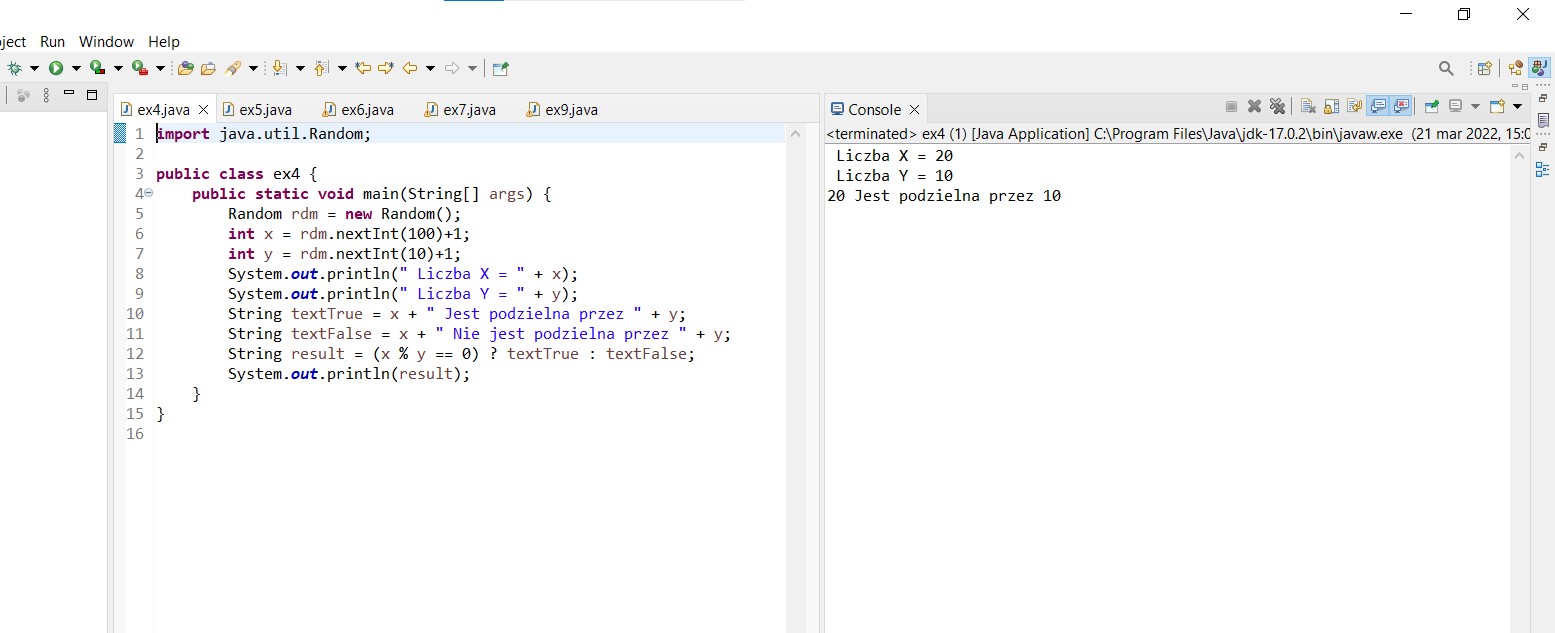 ject Run Window Help
ex4.java ex5.java ex6.java ex7.java ex9.java
1 import java.util.Random;
2
3 public class ex4 {
4 public static void main(String[] args) {
5 Random rdm = new Random();
6 int x = rdm.nextInt(100)+1;
7 int y = rdm.nextInt(10)+1;
8 System.out.println(" Liczba X = " + x);
9 System.out.println(" Liczba Y = " + y);
10 String textTrue = x + " Jest podzielna przez " + y;
11 String textFalse = x + " Nie jest podzielna przez " + y;
12 String result = (x % y == 0) ? textTrue : textFalse;
13 System.out.println(result);
14 }
15 }
16
Console
<terminated> ex4 (1) [Java Application] C:\Program Files\Java\jdk-17.0.2\bin\javaw.exe (21 mar 2022, 15:0
Liczba X = 20
Liczba Y = 10
20 Jest podzielna przez 10